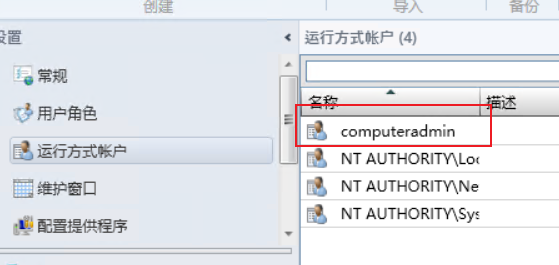 创建
导入
备份
设置
常规
用户角色
运行方式帐户
维护窗口
配置提供程序
运行方式帐户 (4)
名称
描述
computeradmin
NT AUTHORITY\Loc
NT AUTHORITY\Ne
NT AUTHORITY\Sys